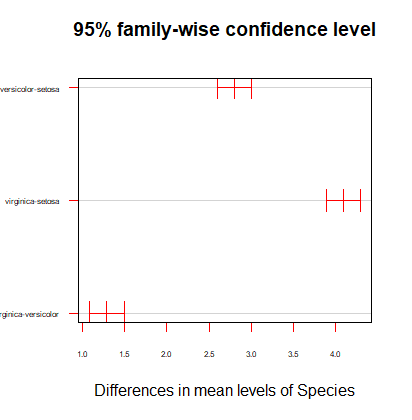 95% family-wise confidence level
versicolor-setosa
virginica-setosa
rginica-versicolor
1.0 1.5 2.0 2.5 3.0 3.5 4.0
Differences in mean levels of Species